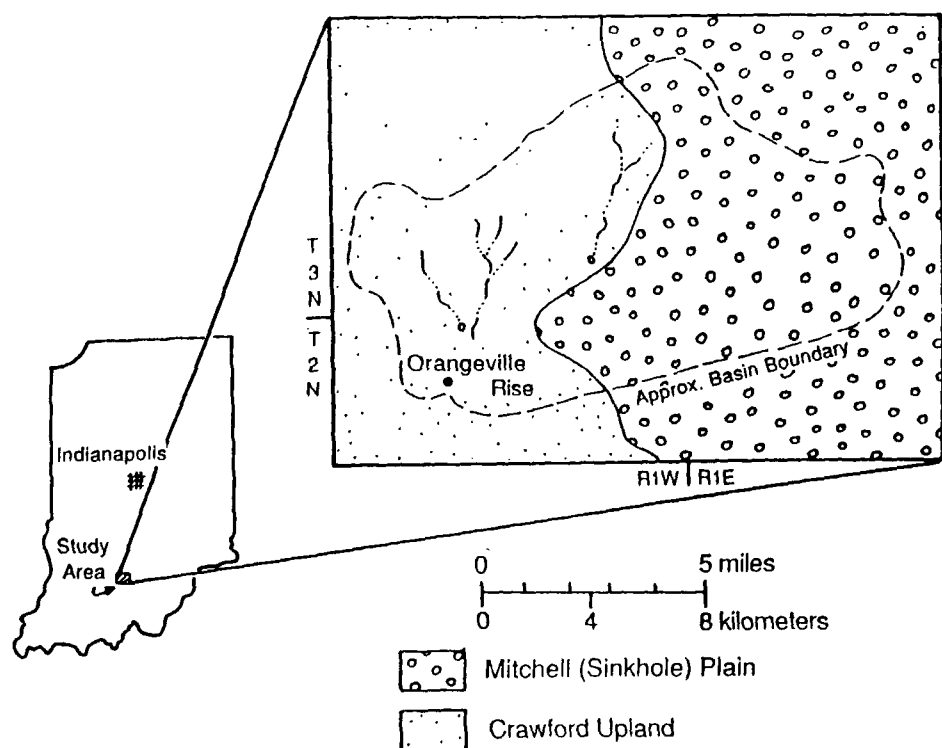 T
3
N
T
2
N
Orangeville
Rise
Approx. Basin Boundary
R1W R1E
Indianapolis
Study
Area
0 5 miles
0 4 8 kilometers
Mitchell (Sinkhole) Plain
Crawford Upland